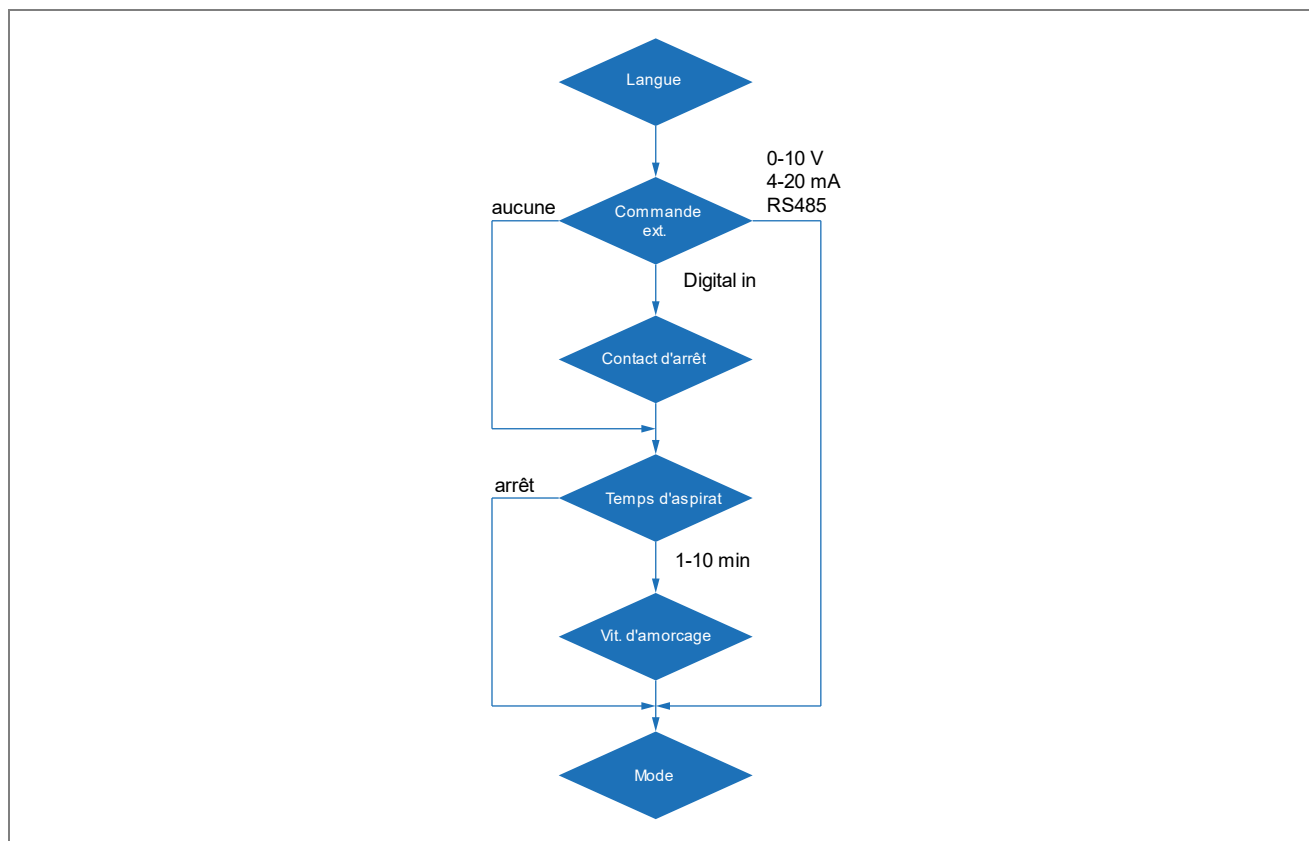 Langue
0-10 V
4-20 mA
RS485
aucune
Commande
ext.
Digital in
Contact d'arrêt
arrêt
Temps d'aspirat
1-10 min
Vit. d'amorcage
Mode